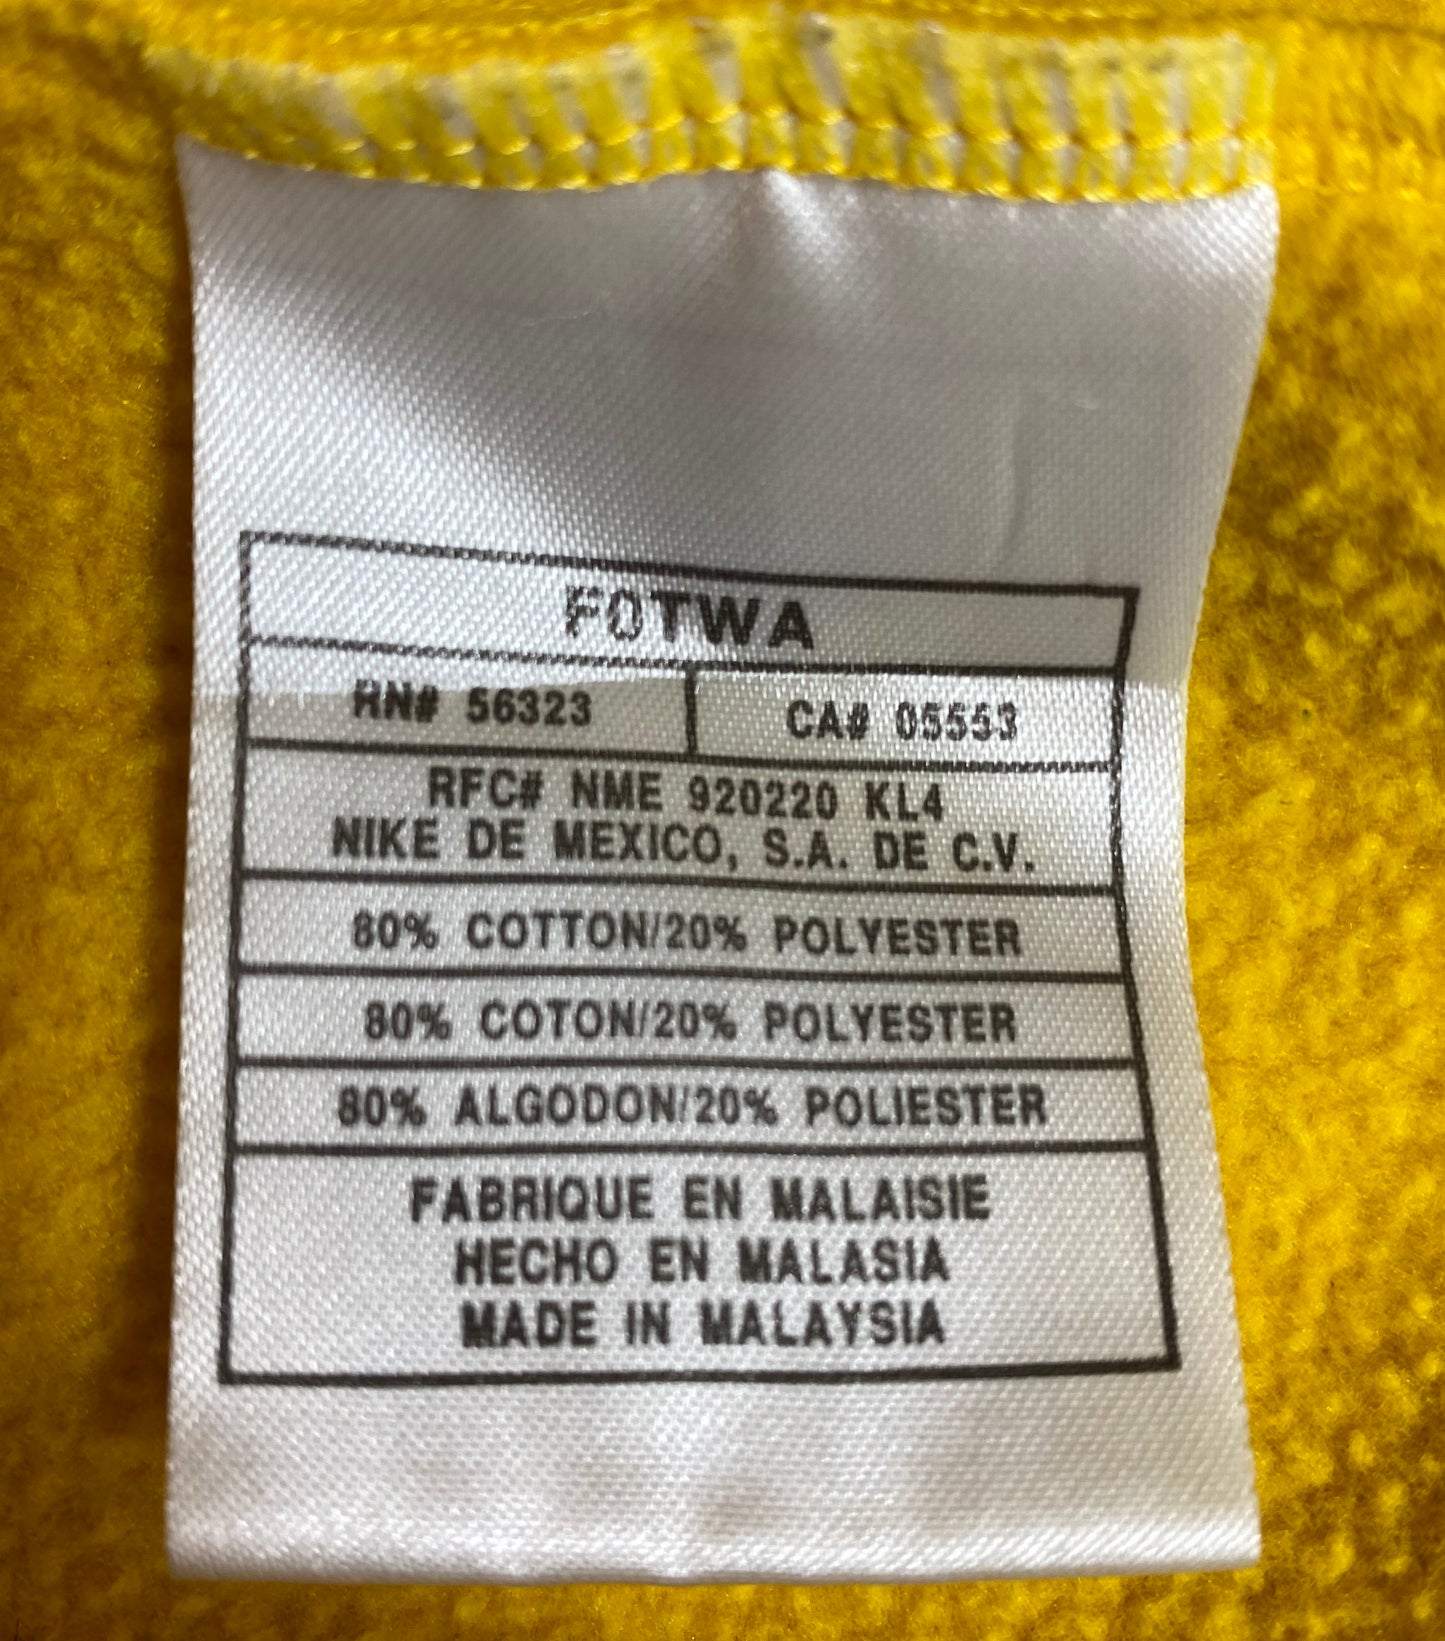 F0TWA
RN# 56323
CA# 05553
RFC# NME 920220 KL4
NIKE DE MEXICO, S.A. DE C.V.
80% COTTON/20% POLYESTER
80% COTON/20% POLYESTER
80% ALGODON/20% POLIESTER
FABRIQUE EN MALAISIE
HECHO EN MALASIA
MADE IN MALAYSIA